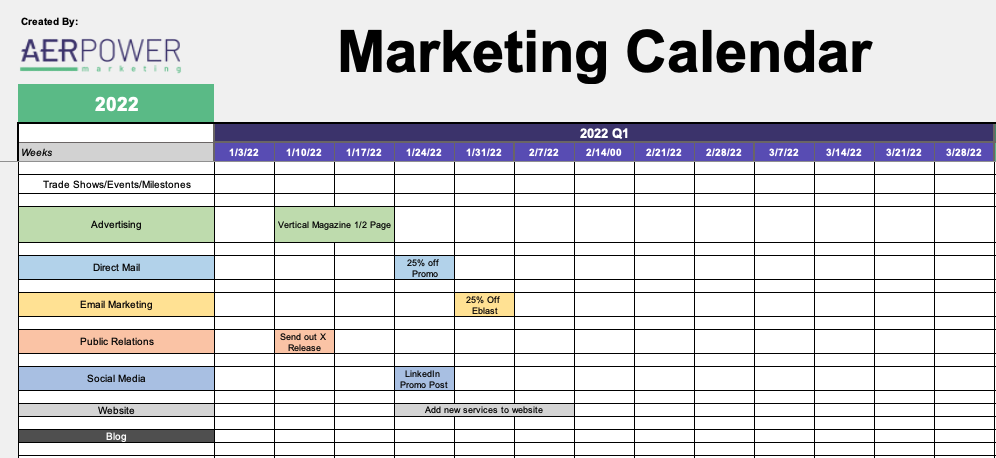 Created By:
AERPOWER
marketing
Marketing Calendar
2022
2022 Q1
Weeks 1/3/22 1/10/22 1/17/22 1/24/22 1/31/22 2/7/22 2/14/00 2/21/22 2/28/22 3/7/22 3/14/22 3/21/22 3/28/22
Trade Shows/Events/Milestones
Advertising Vertical Magazine 1/2 Page
Direct Mail 25% off
Promo
Email Marketing 25% Off
Eblast
Public Relations Send out X
Release
Social Media LinkedIn
Promo Post
Website Add new services to website
Blog